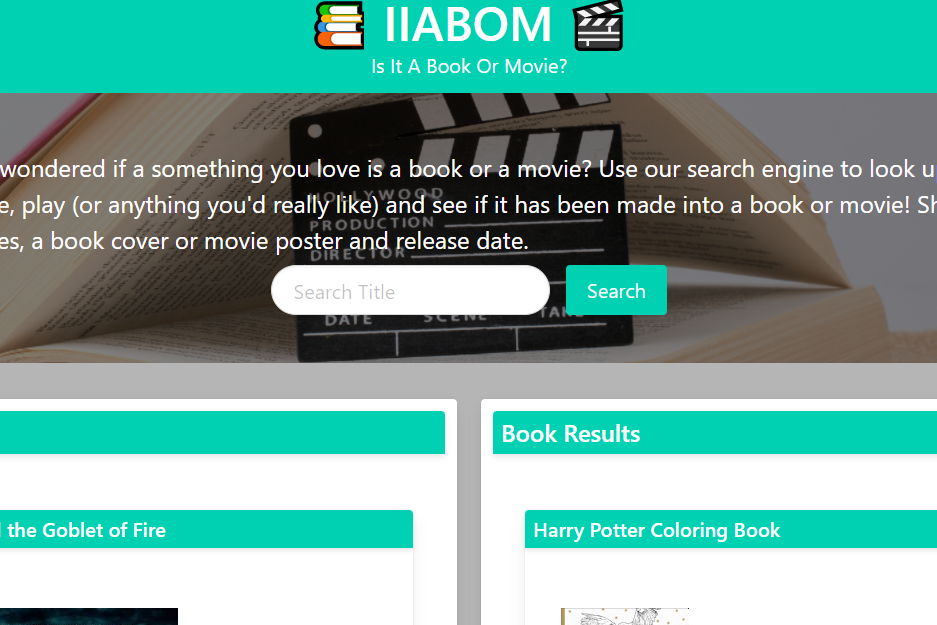 IIABOM
Is It A Book Or Movie?
wondered if a something you love is a book or a movie? Use our search engine to look u
e, play (or anything you'd really like) and see if it has been made into a book or movie! Sh
es, a book cover or movie poster and release date.
HOLLYWOOD
PRODUCTION
DIRECTOR
Search Title
Search
DATE SCENE TAKE
Book Results
the Goblet of Fire
Harry Potter Coloring Book